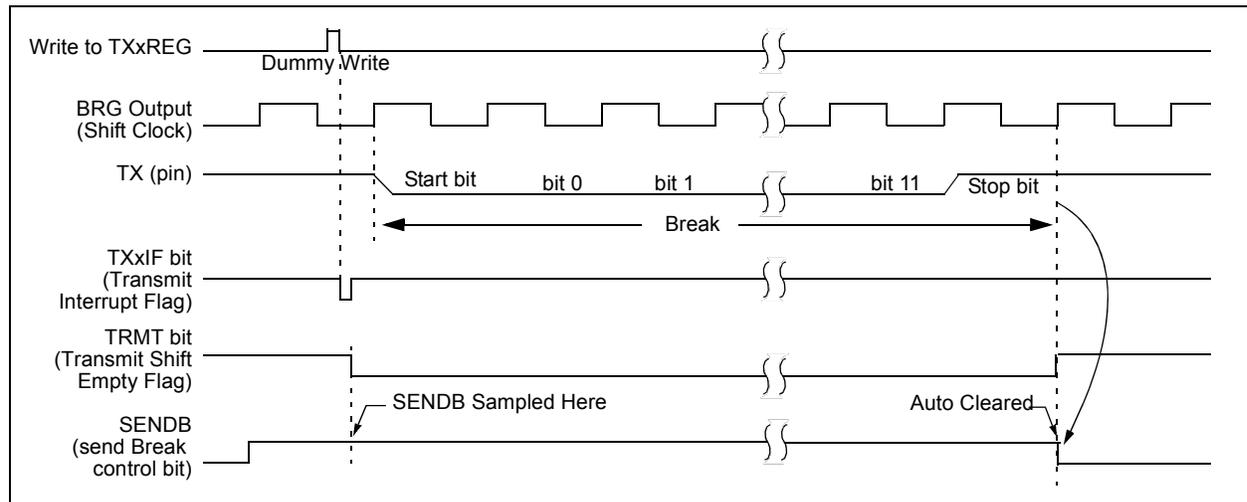 Write to TXxREG
Dummy Write
BRG Output
(Shift Clock)
TX (pin)
Start bit
bit 0
bit 1
bit 11
Stop bit
Break
TXxIF bit
(Transmit
Interrupt Flag)
TRMT bit
(Transmit Shift
Empty Flag)
SENDB Sampled Here
Auto Cleared
SENDB
(send Break
control bit)